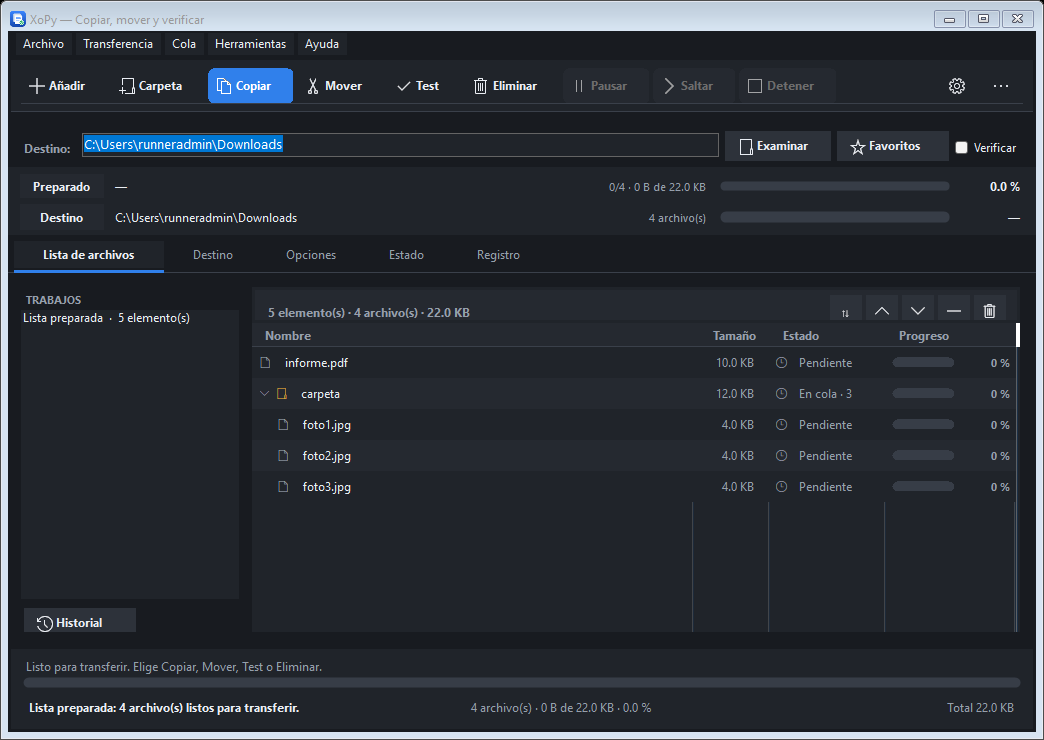 XoPy — Copiar, mover y verificar
Archivo Transferencia Cola Herramientas Ayuda
Añadir Carpeta Copiar Mover Test Eliminar Pausar Saltar Detener ...
Destino: C:\Users\runneradmin\Downloads Examinar Favoritos Verificar
Preparado — 0/4 · 0 B de 22.0 KB 0.0 %
Destino C:\Users\runneradmin\Downloads 4 archivo(s) —
Lista de archivos Destino Opciones Estado Registro
TRABAJOS
Lista preparada · 5 elemento(s)
5 elemento(s) · 4 archivo(s) · 22.0 KB
Nombre Tamaño Estado Progreso
informe.pdf 10.0 KB Pendiente 0 %
carpeta 12.0 KB En cola · 3 0 %
foto1.jpg 4.0 KB Pendiente 0 %
foto2.jpg 4.0 KB Pendiente 0 %
foto3.jpg 4.0 KB Pendiente 0 %
Historial
Listo para transferir. Elige Copiar, Mover, Test o Eliminar.
Lista preparada: 4 archivo(s) listos para transferir. 4 archivo(s) · 0 B de 22.0 KB · 0.0 % Total 22.0 KB